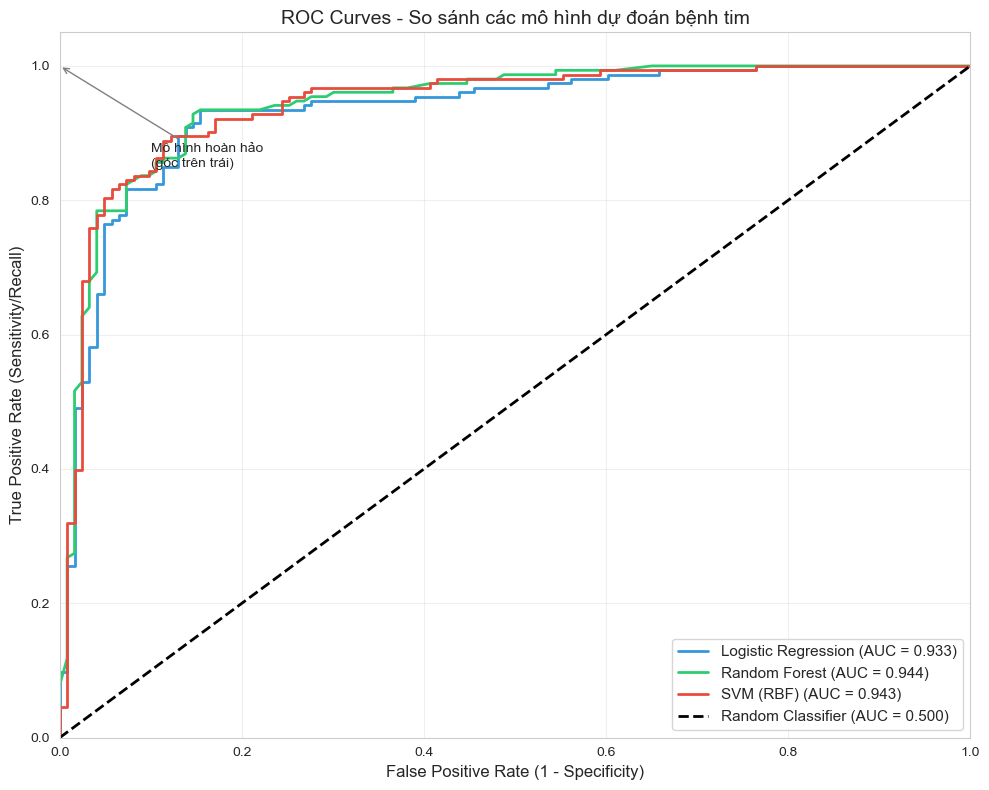 ROC Curves - So sánh các mô hình dự đoán bệnh tim
True Positive Rate (Sensitivity/Recall)
1.0
0.8
0.6
0.4
0.2
0.0
Mô hình hoàn hảo
(góc trên trái)
Logistic Regression (AUC = 0.933)
Random Forest (AUC = 0.944)
SVM (RBF) (AUC = 0.943)
Random Classifier (AUC = 0.500)
0.0 0.2 0.4 0.6 0.8 1.0
False Positive Rate (1 - Specificity)